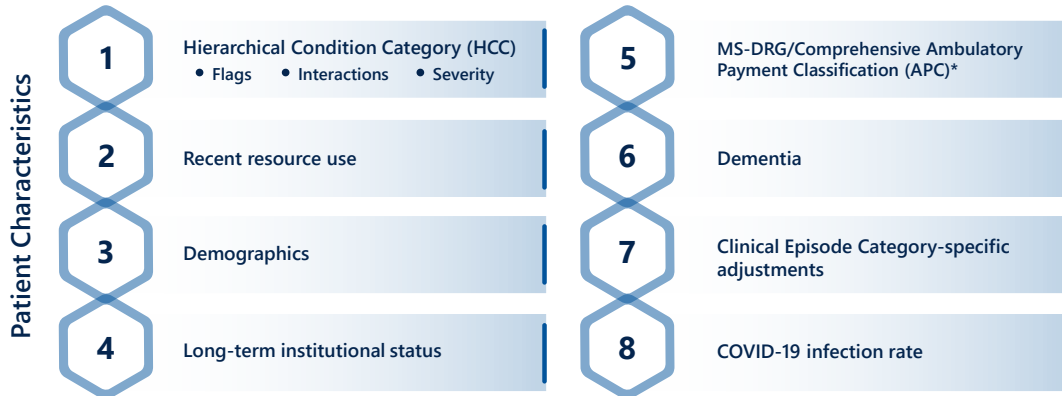 Patient Characteristics
1
Hierarchical Condition Category (HCC)
• Flags • Interactions • Severity
2
Recent resource use
3
Demographics
4
Long-term institutional status
5
MS-DRG/Comprehensive Ambulatory
Payment Classification (APC)*
6
Dementia
7
Clinical Episode Category-specific
adjustments
8
COVID-19 infection rate